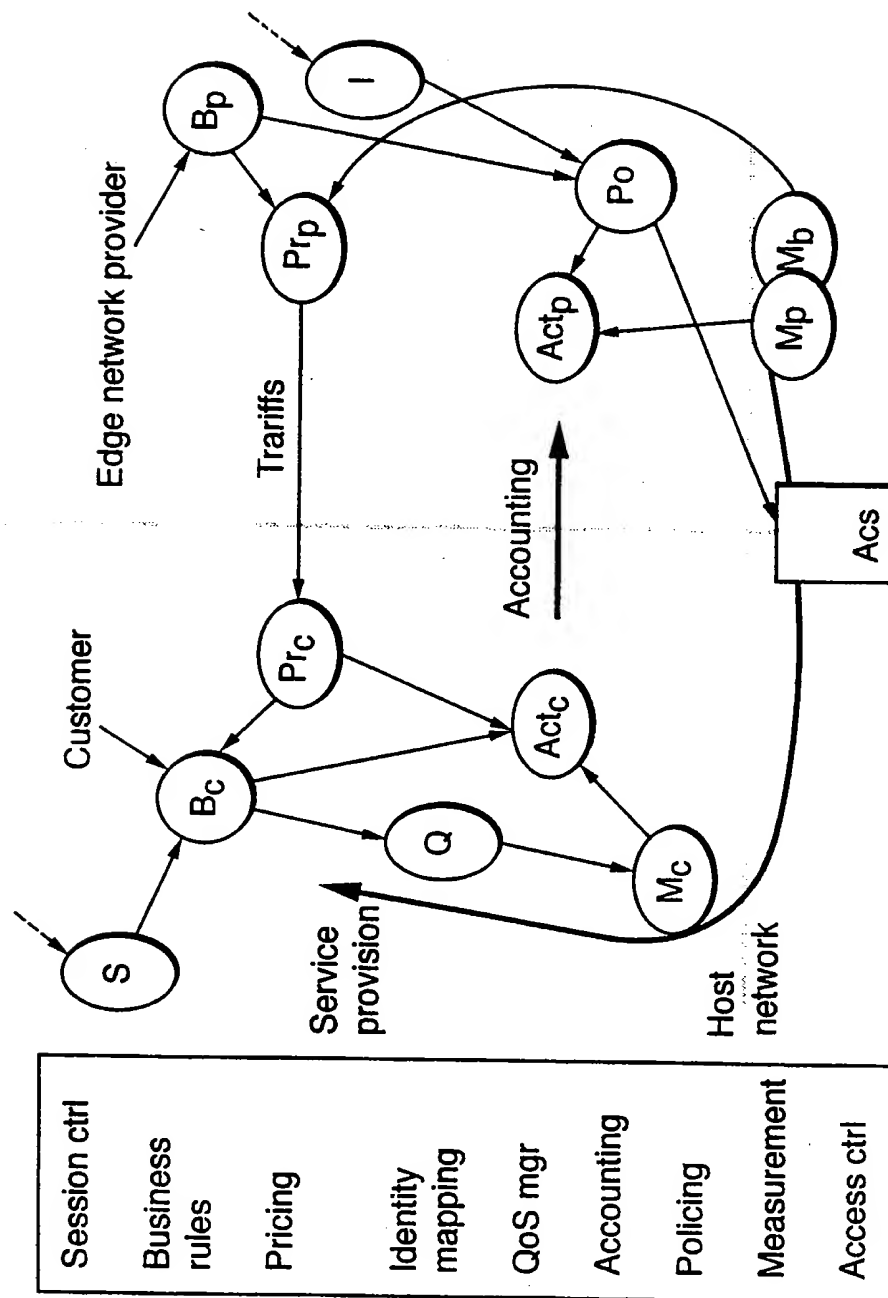 Session ctrl
Business
rules
Pricing
Identity
mapping
QoS mgr
Accounting
Policing
Measurement
Access ctrl
S
Customer
Edge network provider
Bc
Bp
Prc
Trariffs
Prp
I
Service
provision
Q
Accounting
Actc
Actp
Po
Host
network
Mc
Mp
Mb
Acs